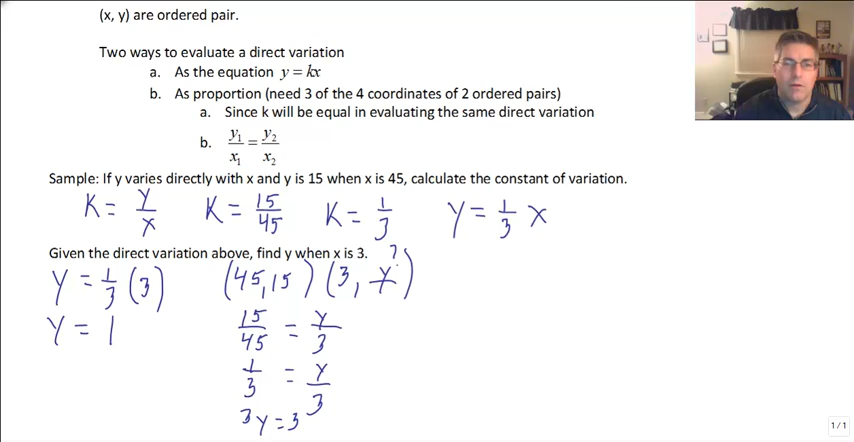 (x, y) are ordered pair.
Two ways to evaluate a direct variation
a. As the equation y = kx
b. As proportion (need 3 of the 4 coordinates of 2 ordered pairs)
a. Since k will be equal in evaluating the same direct variation
b. y₁/x₁ = y₂/x₂
Sample: If y varies directly with x and y is 15 when x is 45, calculate the constant of variation.
K = y/x K = 15/45 K = 1/3 y = 1/3 x
Given the direct variation above, find y when x is 3. ?
y = 1/3 (3) (45,15) (3, y)
y = 1 15/45 = y/3
1/3 = y/3
3y = 3
1 / 1